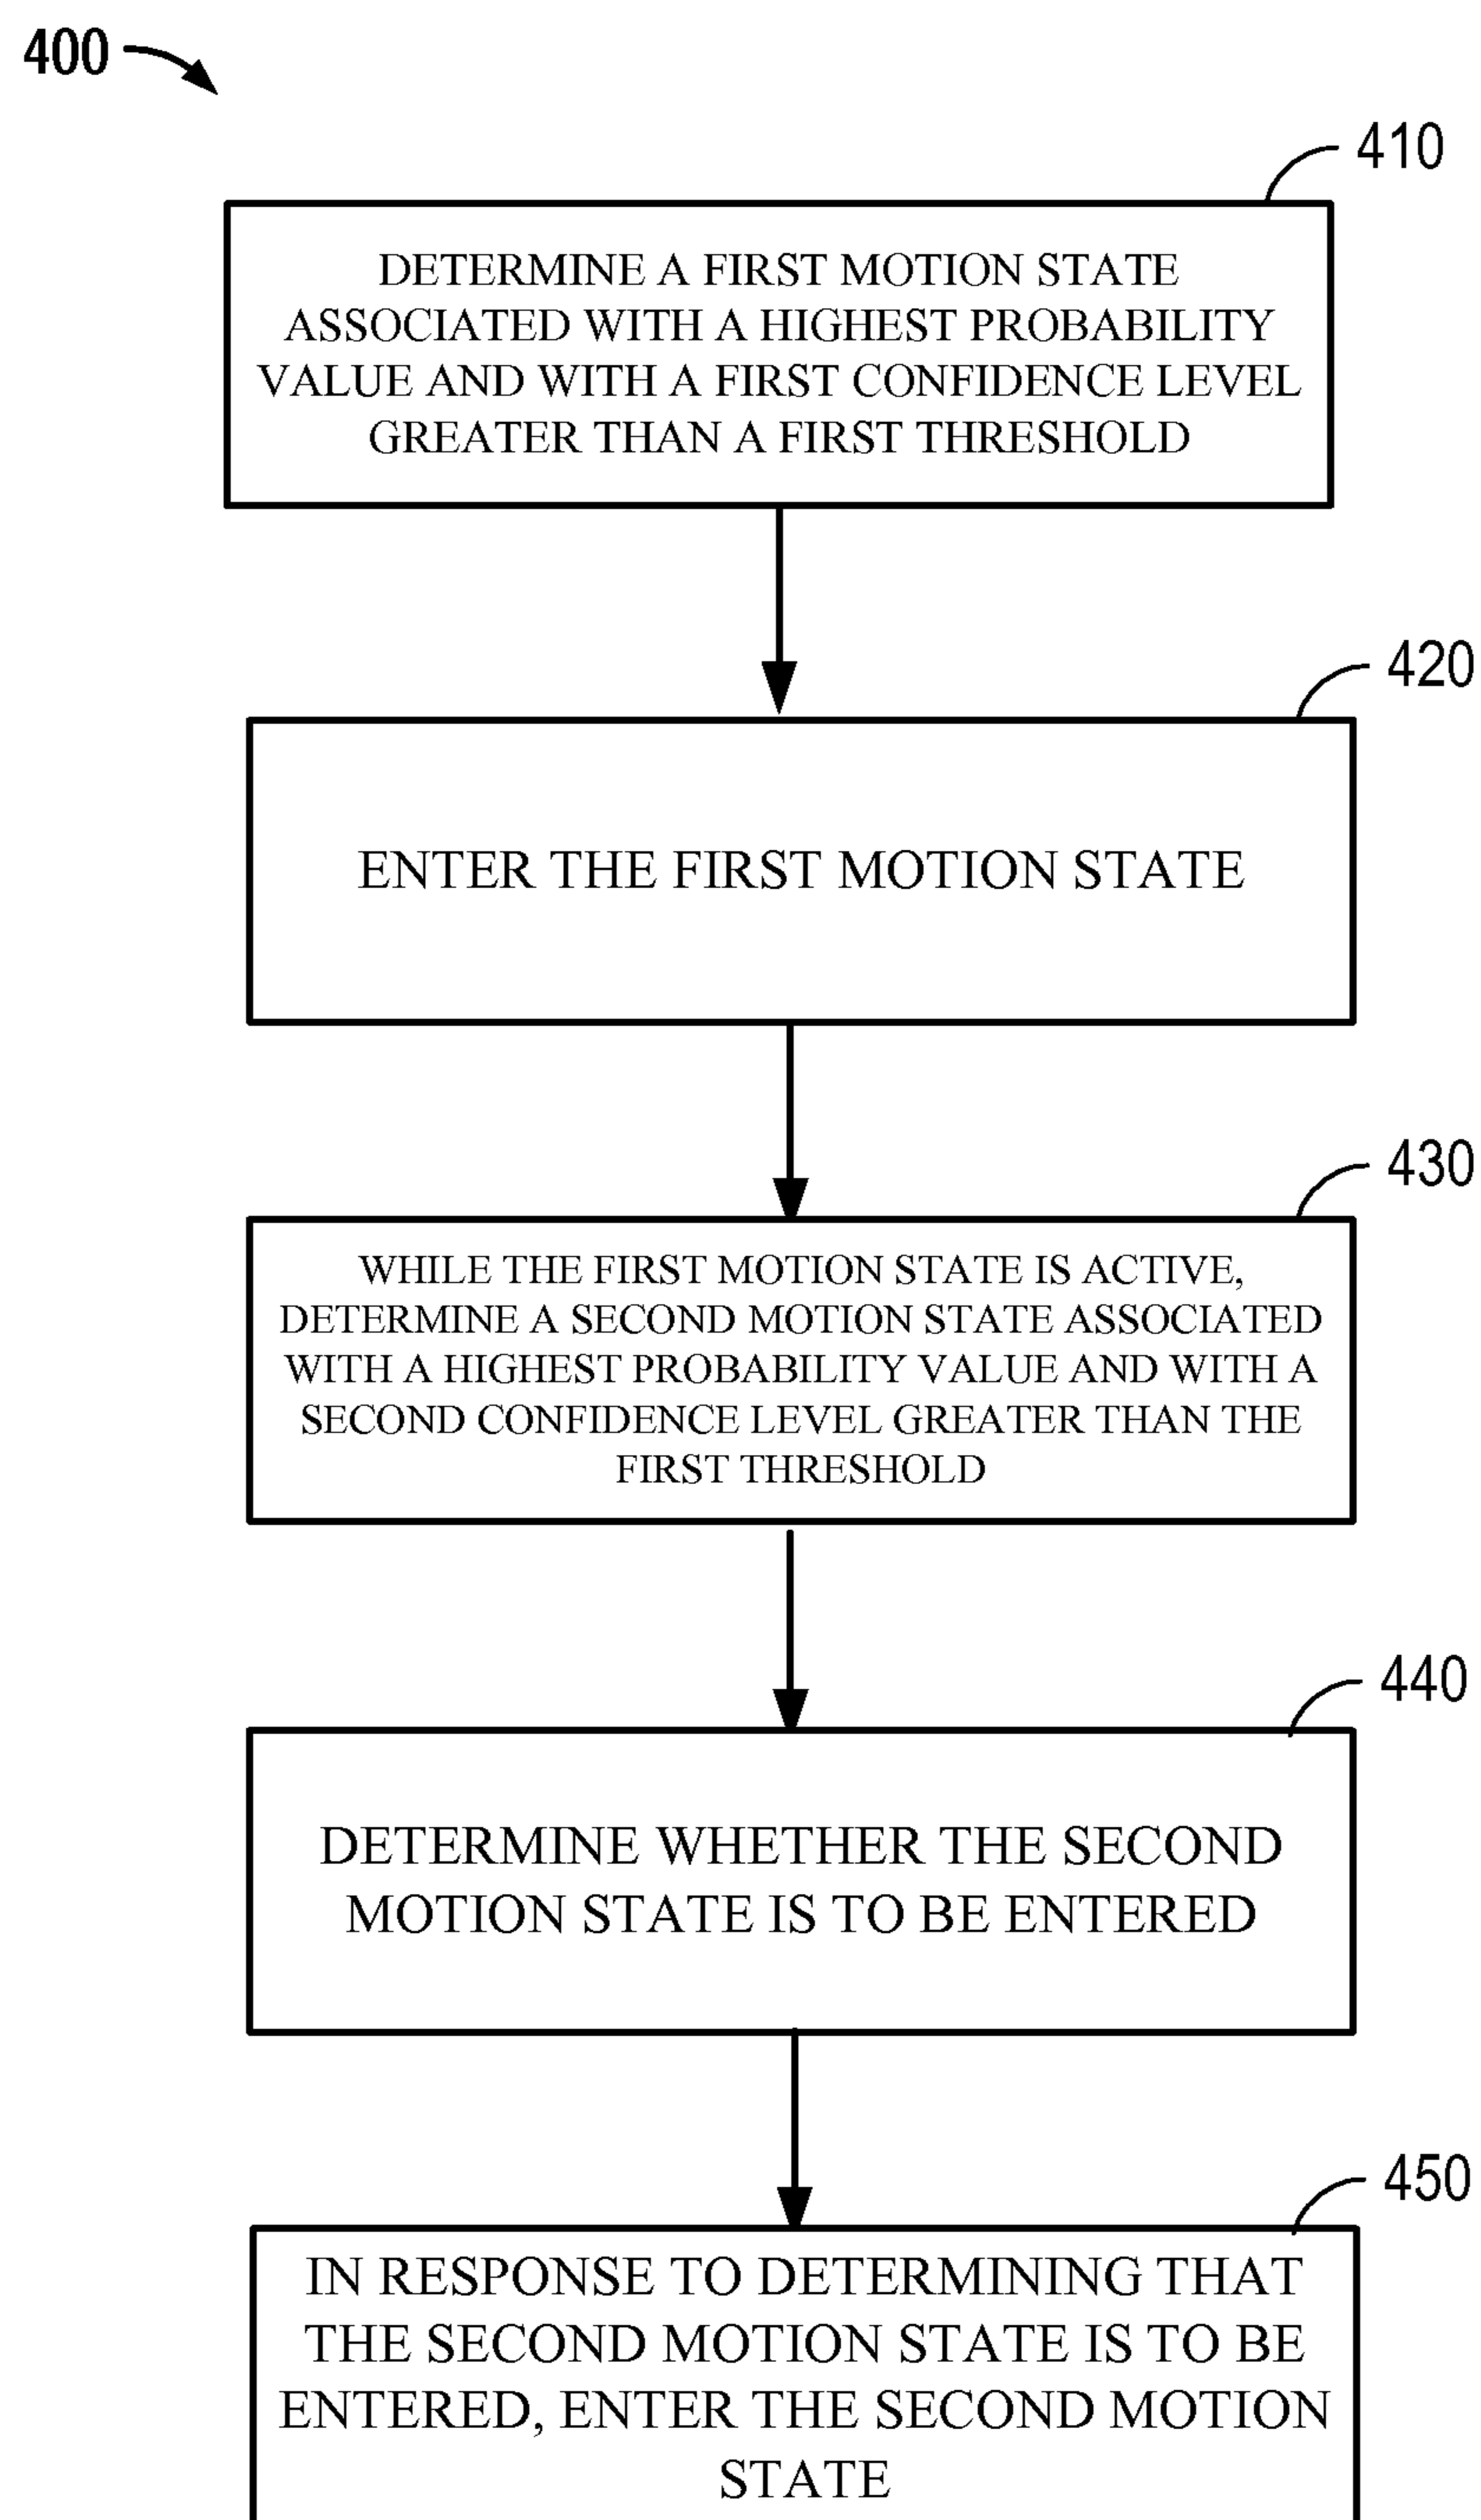 400
410
DETERMINE A FIRST MOTION STATE
ASSOCIATED WITH A HIGHEST PROBABILITY
VALUE AND WITH A FIRST CONFIDENCE LEVEL
GREATER THAN A FIRST THRESHOLD
420
ENTER THE FIRST MOTION STATE
430
WHILE THE FIRST MOTION STATE IS ACTIVE,
DETERMINE A SECOND MOTION STATE ASSOCIATED
WITH A HIGHEST PROBABILITY VALUE AND WITH A
SECOND CONFIDENCE LEVEL GREATER THAN THE
FIRST THRESHOLD
440
DETERMINE WHETHER THE SECOND
MOTION STATE IS TO BE ENTERED
450
IN RESPONSE TO DETERMINING THAT
THE SECOND MOTION STATE IS TO BE
ENTERED, ENTER THE SECOND MOTION
STATE